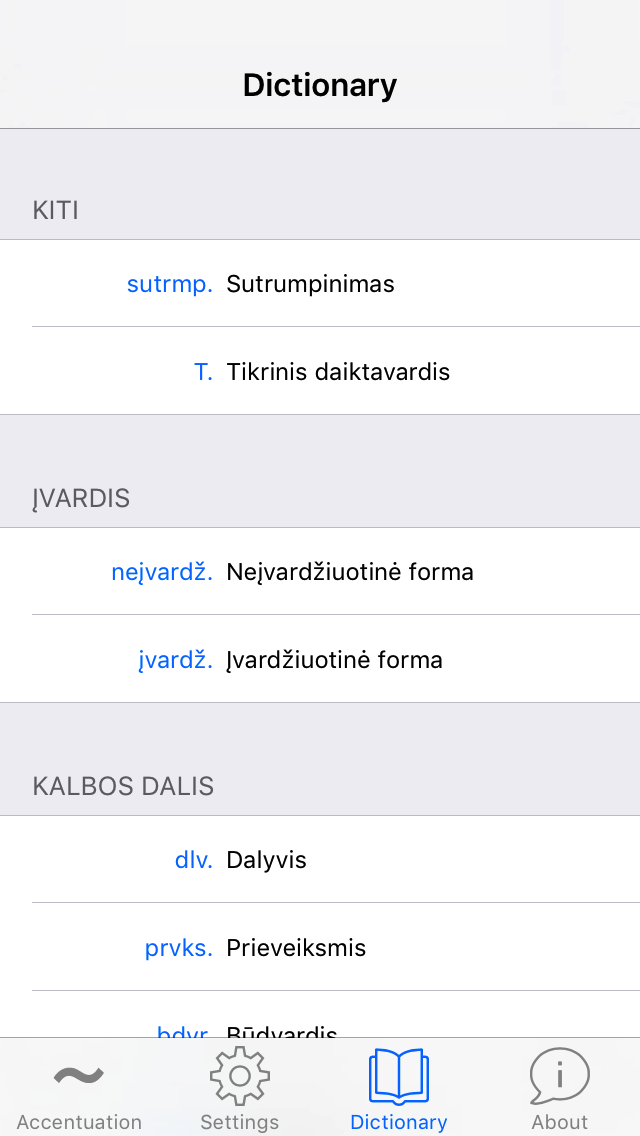 Dictionary
KITI
sutrmp. Sutrumpinimas
T. Tikrinis daiktavardis
ĮVARDIS
neįvardž. Neįvardžiuotinė forma
įvardž. Įvardžiuotinė forma
KALBOS DALIS
dlv. Dalyvis
prvks. Prieveiksmis
bdvr. Būdvardis
Accentuation Settings Dictionary About